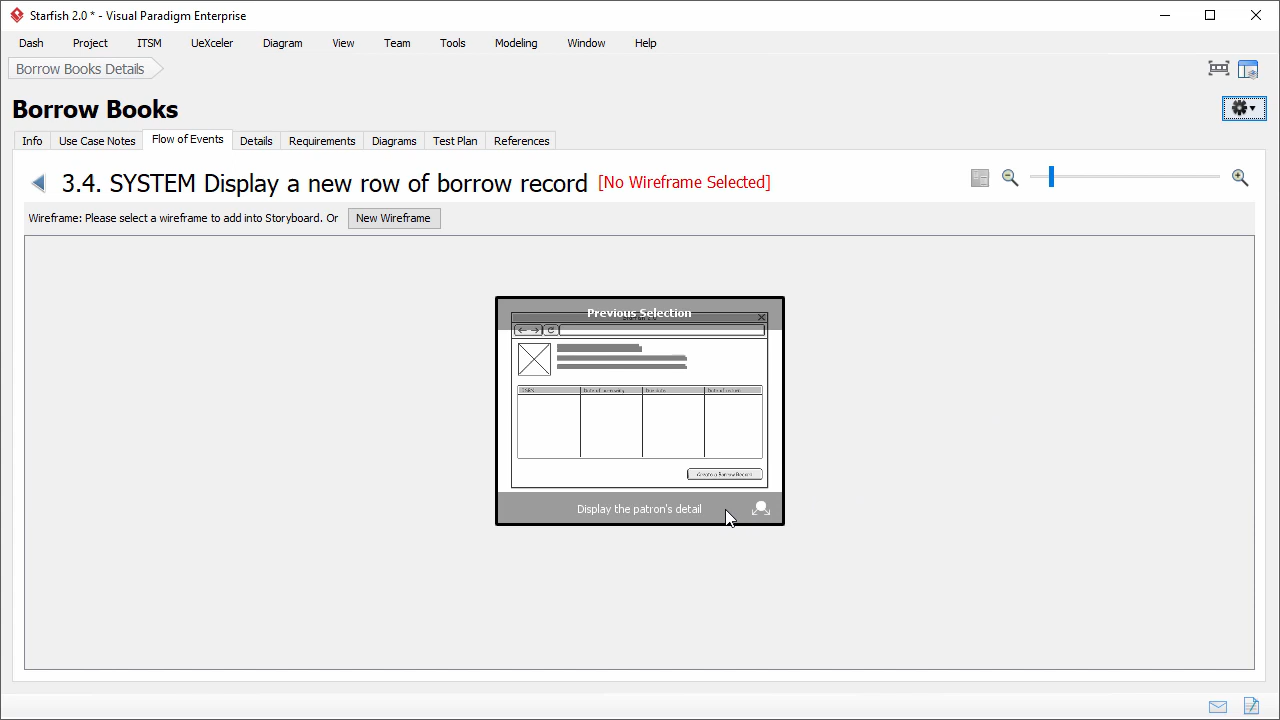 Starfish 2.0 * - Visual Paradigm Enterprise
Dash Project ITSM UeXceler Diagram View Team Tools Modeling Window Help
Borrow Books Details
Borrow Books
Info Use Case Notes Flow of Events Details Requirements Diagrams Test Plan References
3.4. SYSTEM Display a new row of borrow record [No Wireframe Selected]
Wireframe: Please select a wireframe to add into Storyboard. Or New Wireframe
Previous Selection
Create a Borrow Record
Display the patron's detail